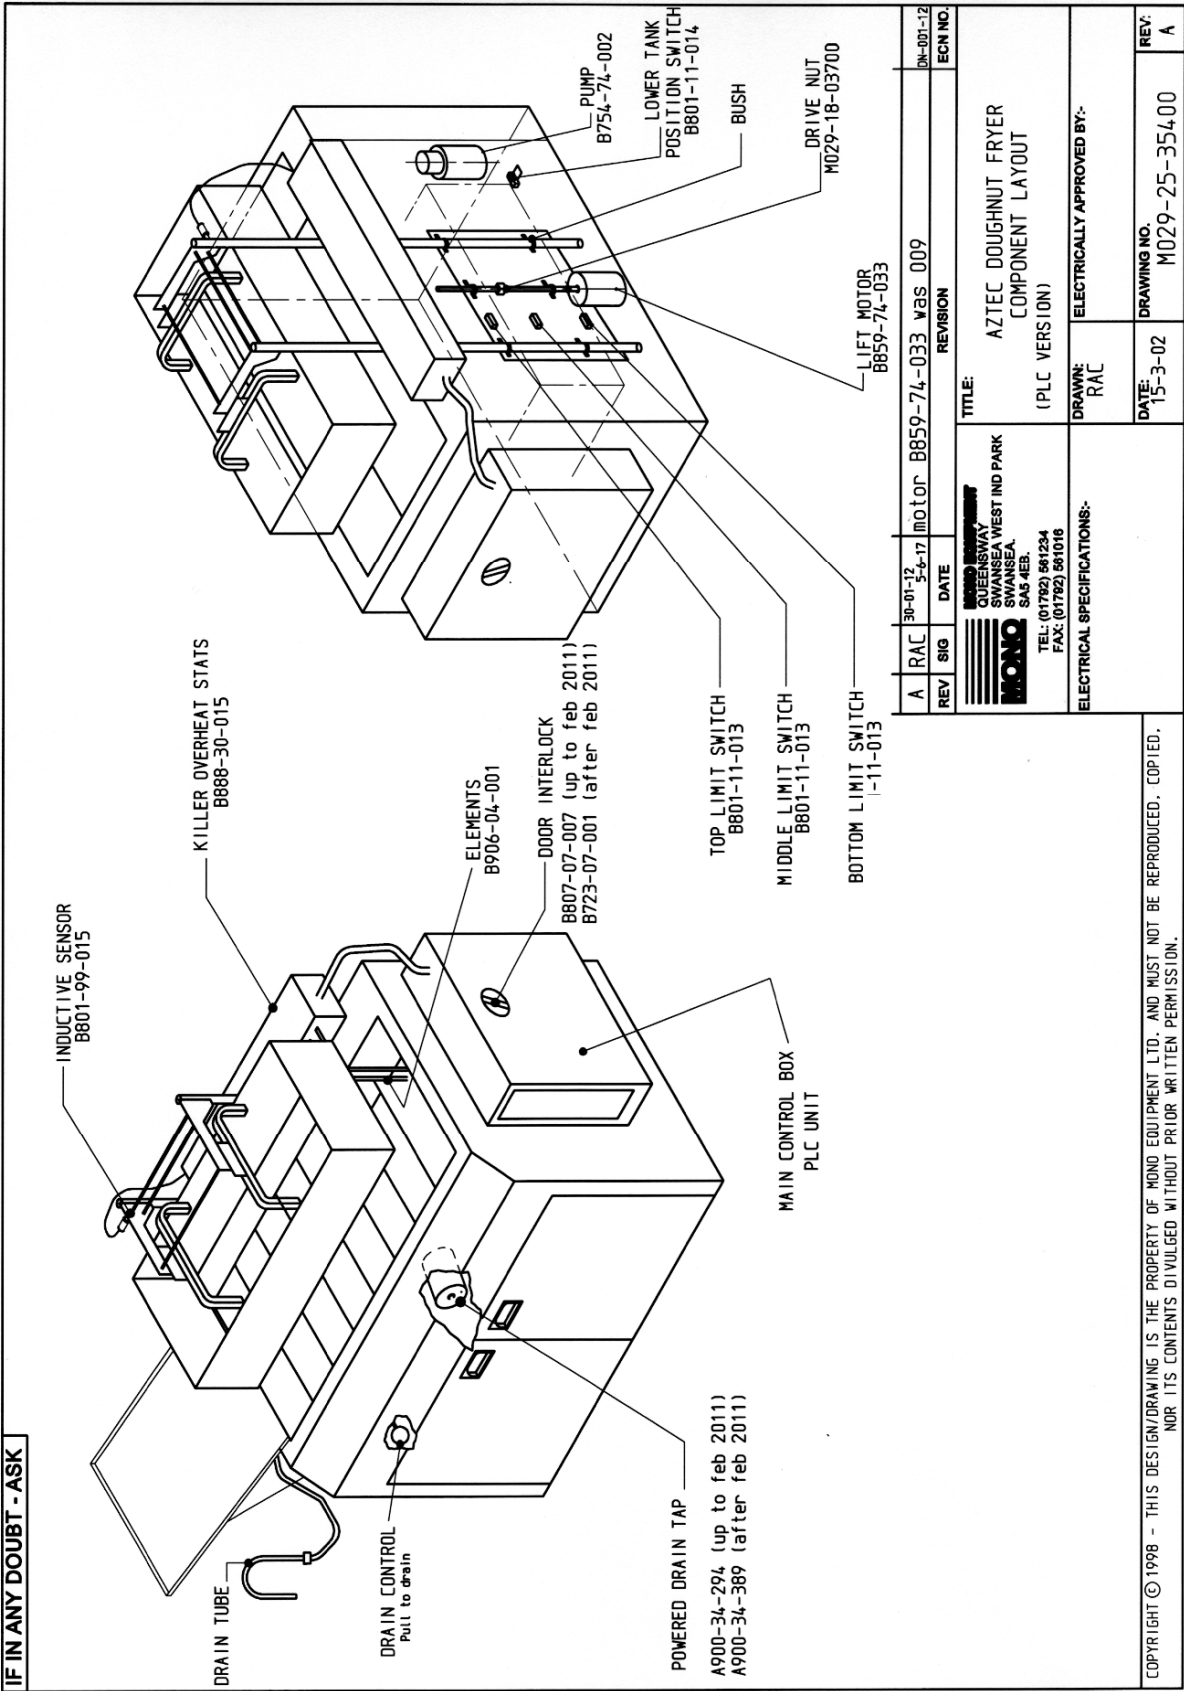 IF IN ANY DOUBT - ASK
INDUCTIVE SENSOR
B801-99-015
KILLER OVERHEAT STATS
B888-30-015
ELEMENTS
B906-04-001
DOOR INTERLOCK
B807-07-007 (up to feb 2011)
B723-07-001 (after feb 2011)
DRAIN TUBE
DRAIN CONTROL
Pull to drain
POWERED DRAIN TAP
A900-34-294 (up to feb 2011)
A900-34-389 (after feb 2011)
MAIN CONTROL BOX
PLC UNIT
PUMP
B754-74-002
LOWER TANK
POSITION SWITCH
B801-11-014
BUSH
DRIVE NUT
M029-18-03700
LIFT MOTOR
B859-74-033
TOP LIMIT SWITCH
B801-11-013
MIDDLE LIMIT SWITCH
B801-11-013
BOTTOM LIMIT SWITCH
-11-013
A RAC 30-01-12 5-6-17 motor B859-74-033 was 009 DN-001-12
REV SIG DATE REVISION ECN NO.
MONO
MONO EQUIPMENT
QUEENSWAY
SWANSEA WEST IND PARK
SWANSEA.
SA5 4EB.
TEL: (01792) 561234
FAX: (01792) 561016
TITLE:
AZTEC DOUGHNUT FRYER
COMPONENT LAYOUT
(PLC VERSION)
ELECTRICAL SPECIFICATIONS:-
DRAWN:
RAC
ELECTRICALLY APPROVED BY:-
DATE:
15-3-02
DRAWING NO.
M029-25-35400
REV:
A
COPYRIGHT © 1998 - THIS DESIGN/DRAWING IS THE PROPERTY OF MONO EQUIPMENT LTD. AND MUST NOT BE REPRODUCED, COPIED,
NOR ITS CONTENTS DIVULGED WITHOUT PRIOR WRITTEN PERMISSION.